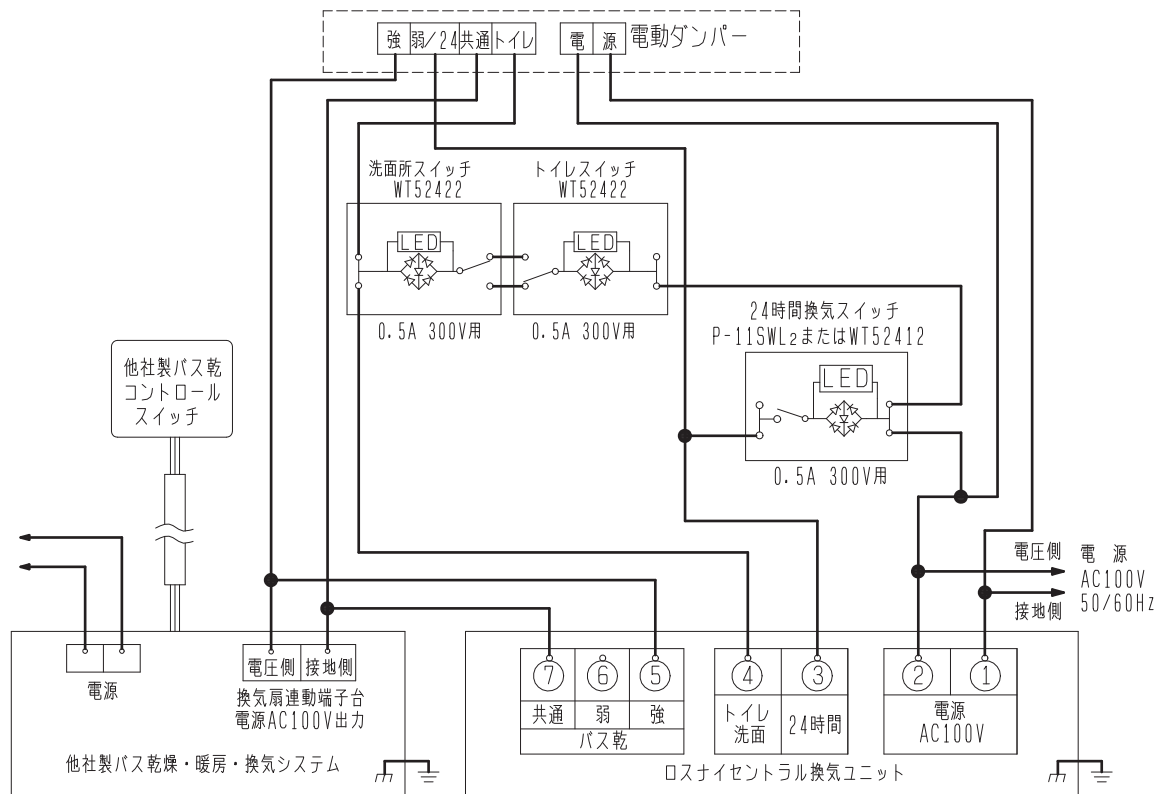 強 弱/24 共通 トイレ 電 源 電動ダンパー
洗面所スイッチ
WT52422
トイレスイッチ
WT52422
LED
LED
0.5A 300V用
0.5A 300V用
24時間換気スイッチ
P-11SWL2またはWT52412
LED
0.5A 300V用
他社製バス乾
コントロール
スイッチ
電圧側
接地側
電 源
AC100V
50/60Hz
電源
電圧側 接地側
換気扇連動端子台
電源AC100V出力
他社製バス乾燥・暖房・換気システム
⑦ ⑥ ⑤
共通 弱 強
バス乾
④ ③
トイレ
洗面
24時間
② ①
電源
AC100V
ロスナイセントラル換気ユニット